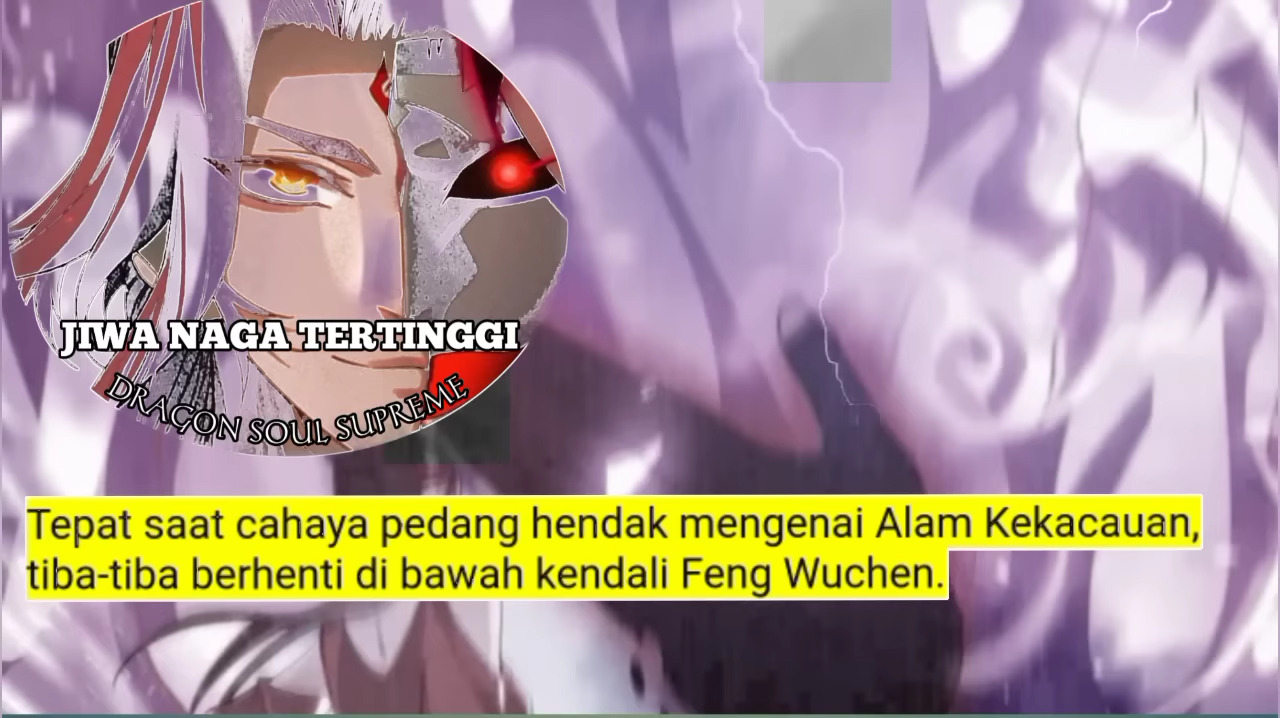 JIWA NAGA TERTINGGI
DRAGON SOUL SUPREME
Tepat saat cahaya pedang hendak mengenai Alam Kekacauan,
tiba-tiba berhenti di bawah kendali Feng Wuchen.